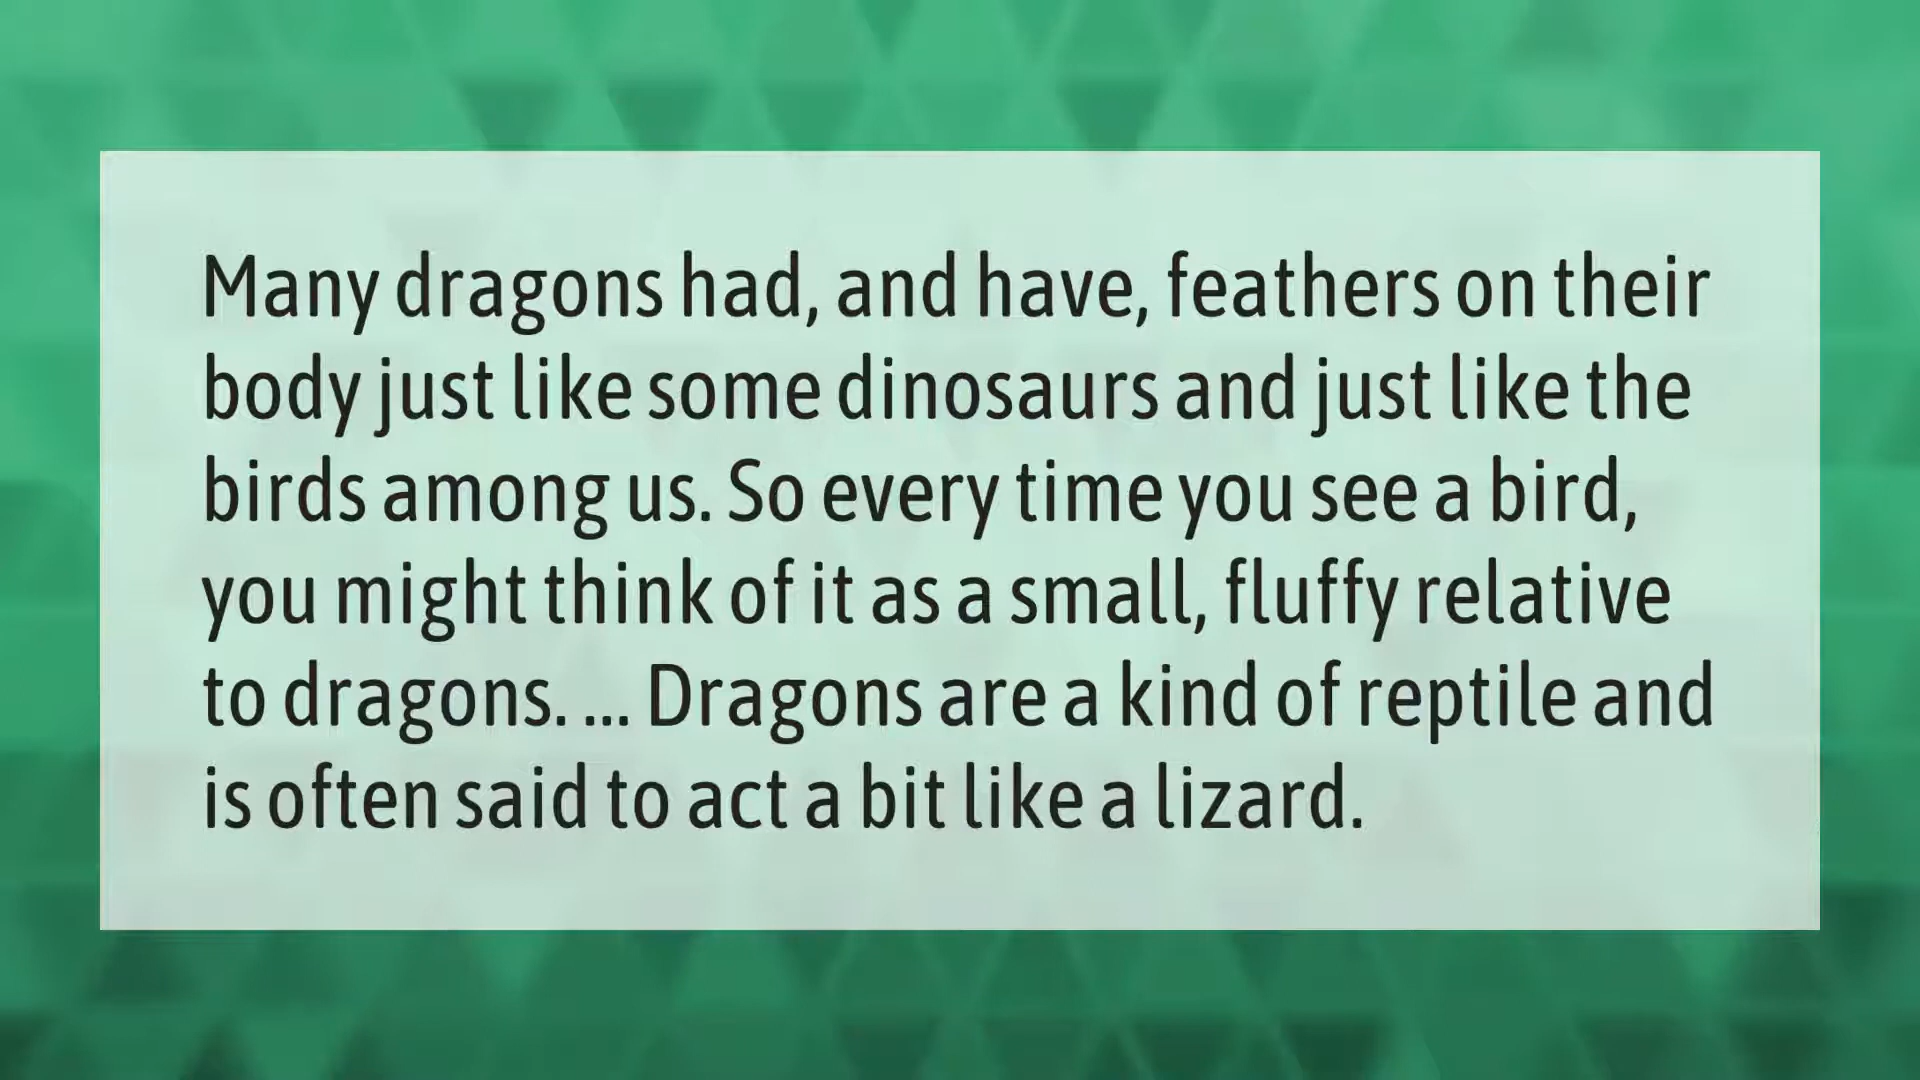 Many dragons had, and have, feathers on their
body just like some dinosaurs and just like the
birds among us. So every time you see a bird,
you might think of it as a small, fluffy relative
to dragons. ... Dragons are a kind of reptile and
is often said to act a bit like a lizard.